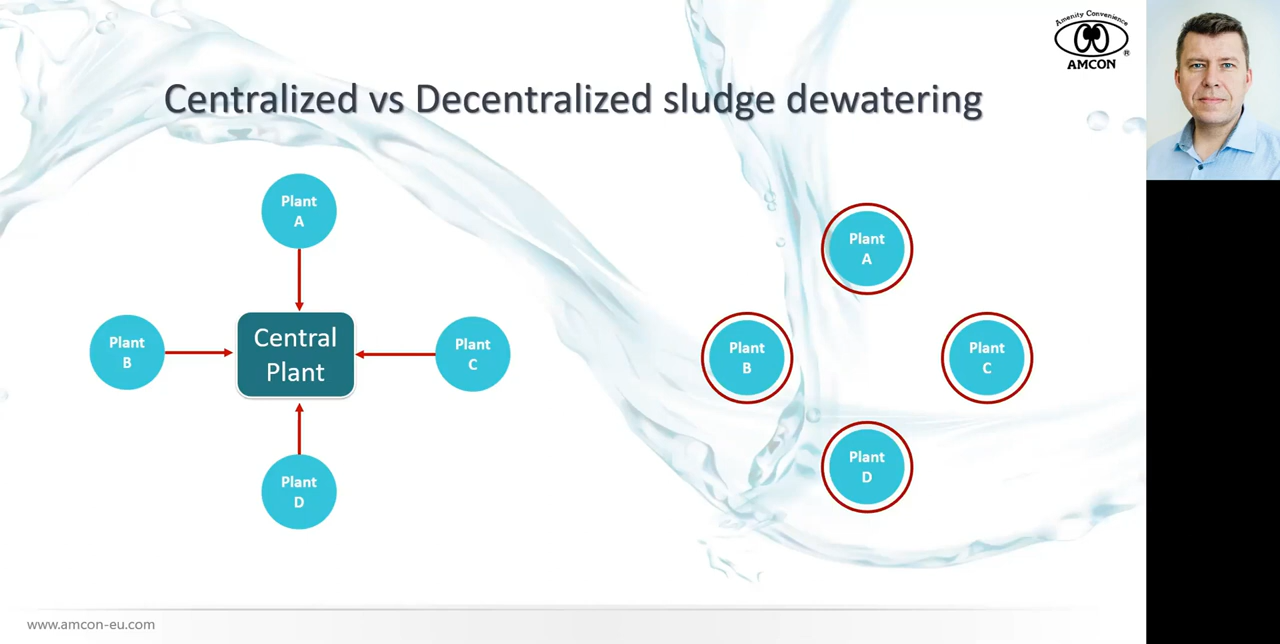 Amenity Convenience
®
AMCON
Centralized vs Decentralized sludge dewatering
Plant
A
Plant
B
Central
Plant
Plant
C
Plant
D
Plant
A
Plant
B
Plant
C
Plant
D
www.amcon-eu.com